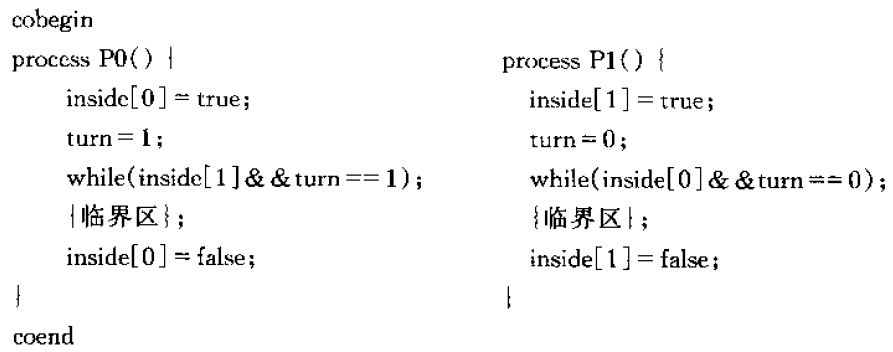 cobegin
process P0( ) {
inside[0] = true;
turn = 1;
while(inside[1]& &turn == 1);
{临界区};
inside[0] = false;
}
process P1( ) {
inside[1] = true;
turn = 0;
while(inside[0]& &turn == 0);
{临界区};
inside[1] = false;
}
coend